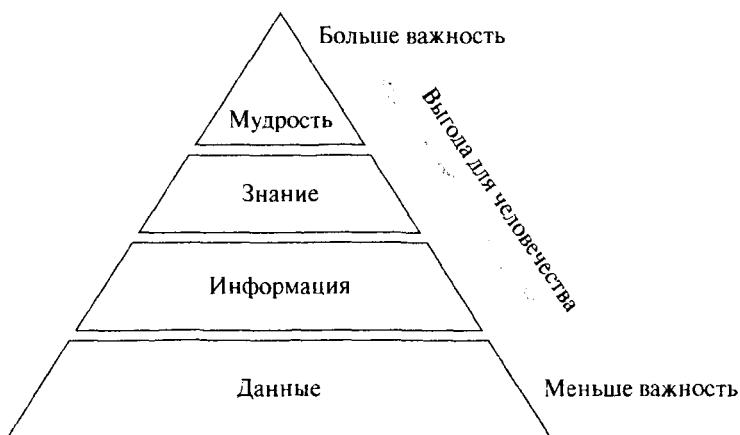 Больше важность
Мудрость
Выгода для человечества
Знание
Информация
Данные
Меньше важность